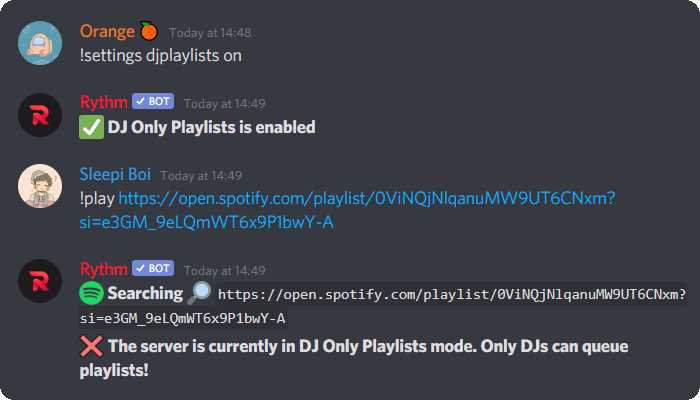 Orange 🍊 Today at 14:48
!settings djplaylists on
Rythm ✓ BOT Today at 14:49
✅ DJ Only Playlists is enabled
Sleepi Boi Today at 14:49
!play https://open.spotify.com/playlist/0ViNQjNlqanuMW9UT6CNxm?
si=e3GM_9eLQmWT6x9P1bwY-A
Rythm ✓ BOT Today at 14:49
Searching 🔎 https://open.spotify.com/playlist/0ViNQjNlqanuMW9UT6CNxm?
si=e3GM_9eLQmWT6x9P1bwY-A
❌ The server is currently in DJ Only Playlists mode. Only DJs can queue
playlists!